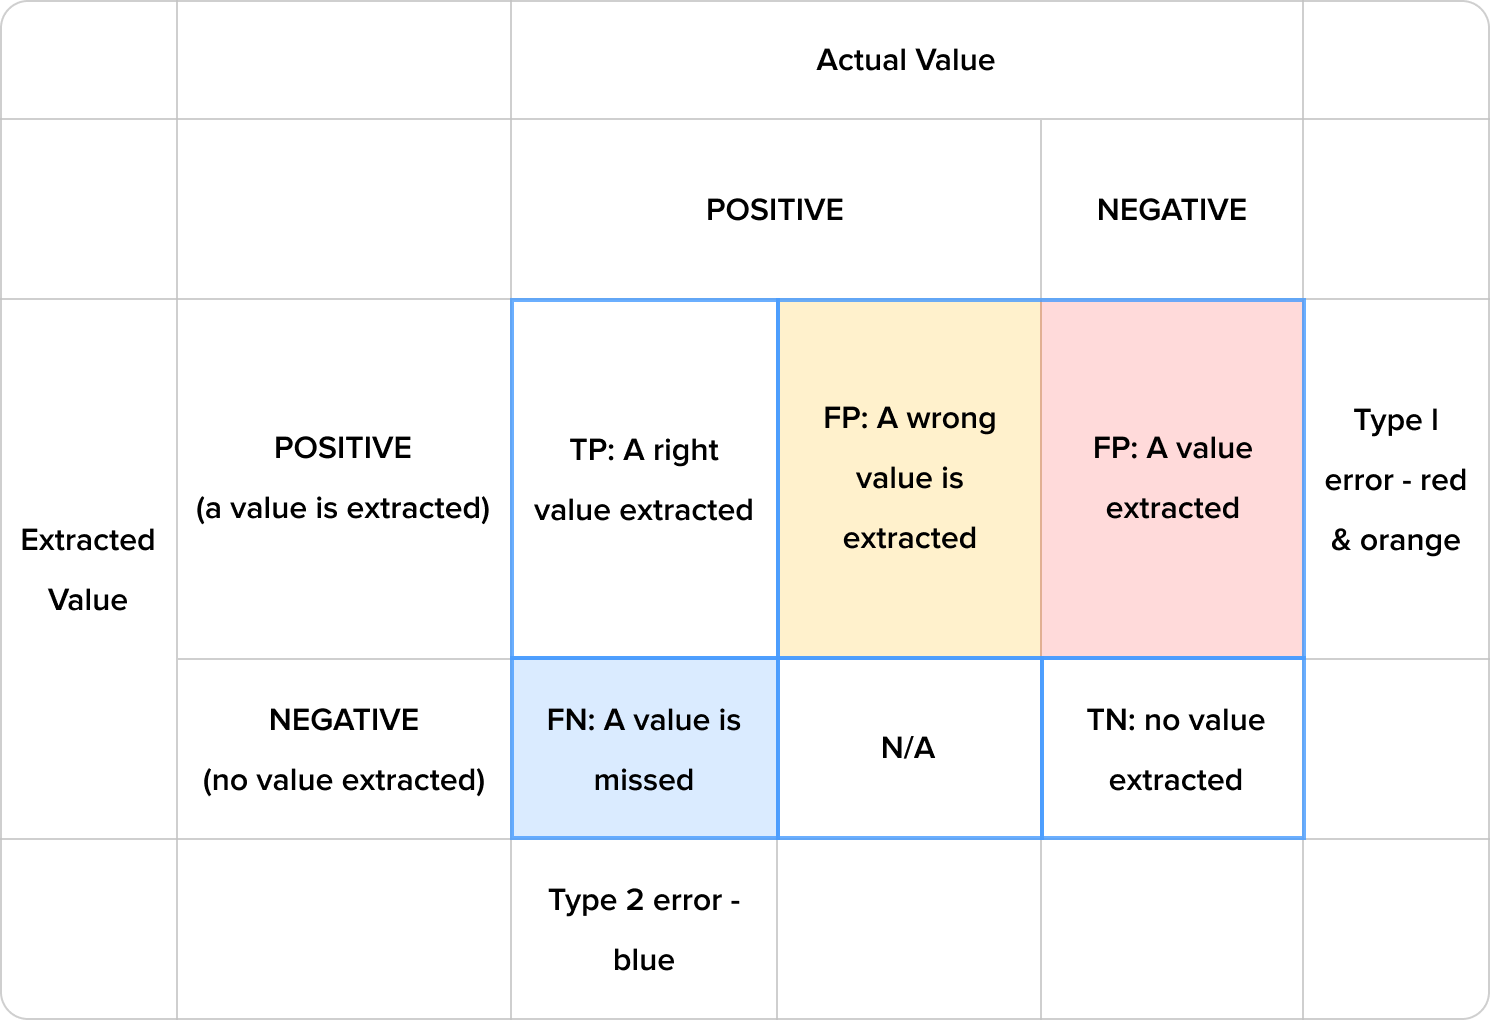 Actual Value
POSITIVE
NEGATIVE
Extracted
Value
POSITIVE
(a value is extracted)
TP: A right
value extracted
FP: A wrong
value is
extracted
FP: A value
extracted
Type I
error - red
& orange
NEGATIVE
(no value extracted)
FN: A value is
missed
N/A
TN: no value
extracted
Type 2 error -
blue